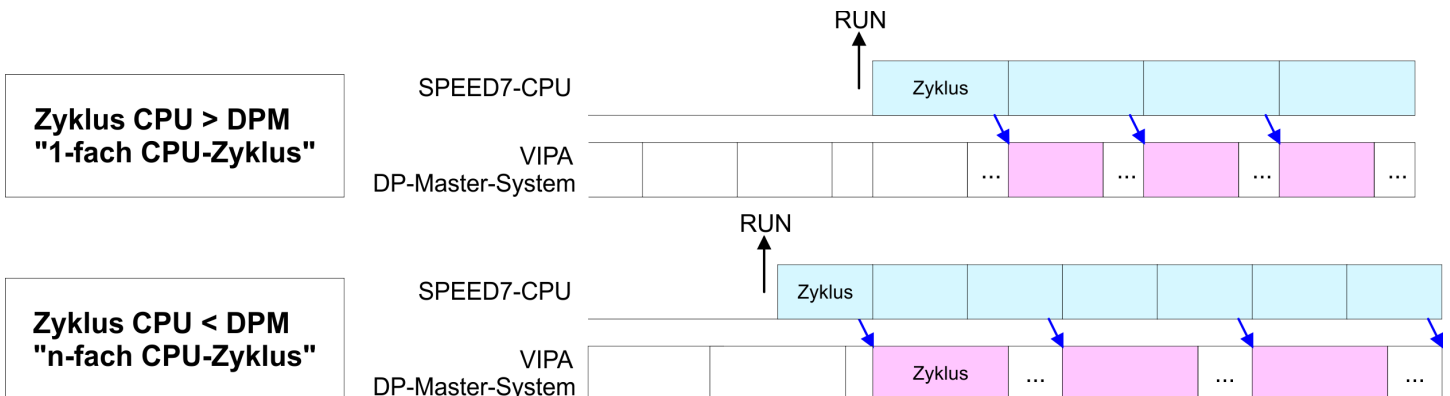 RUN
SPEED7-CPU
Zyklus
Zyklus CPU > DPM
"1-fach CPU-Zyklus"
VIPA
DP-Master-System
... ... ... ...
RUN
SPEED7-CPU
Zyklus
Zyklus CPU < DPM
"n-fach CPU-Zyklus"
VIPA
DP-Master-System
Zyklus ... ... ...